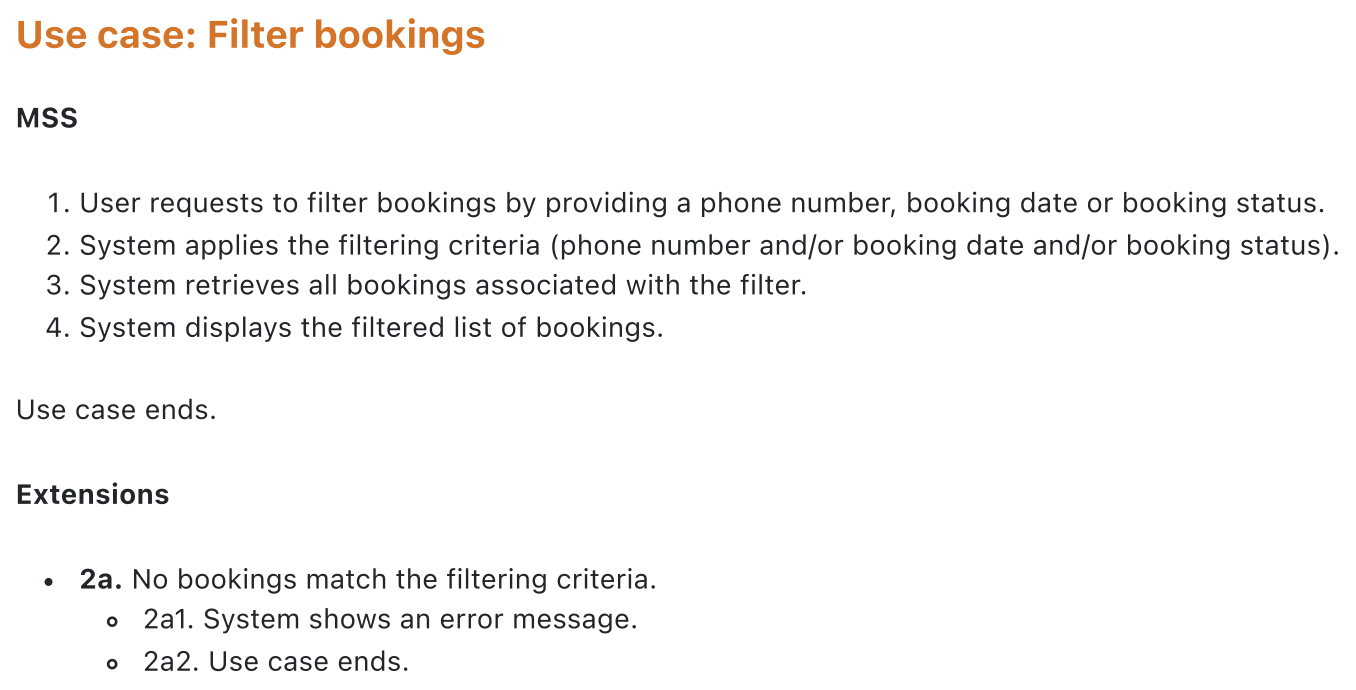 Use case: Filter bookings
MSS
1. User requests to filter bookings by providing a phone number, booking date or booking status.
2. System applies the filtering criteria (phone number and/or booking date and/or booking status).
3. System retrieves all bookings associated with the filter.
4. System displays the filtered list of bookings.
Use case ends.
Extensions
• 2a. No bookings match the filtering criteria.
◦ 2a1. System shows an error message.
◦ 2a2. Use case ends.